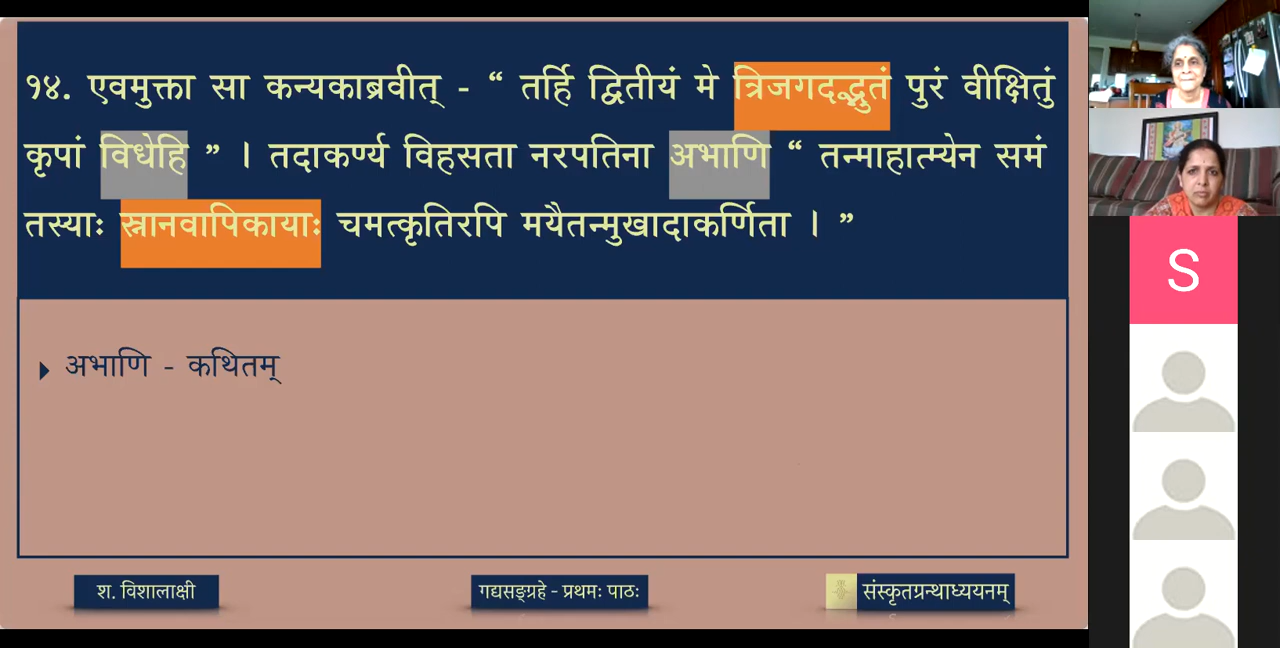 १४. एवमुक्ता सा कन्यकाब्रवीत् - “ तर्हि द्वितीयं मे त्रिजगदद्भुतं पुरं वीक्षितुं
कृपां विधेहि ” । तदाकर्ण्य विहसता नरपतिना अभाणि “ तन्माहात्म्येन समं
तस्याः स्नानवापिकायाः चमत्कृतिरपि मयैतन्मुखादाकर्णिता । ”
अभाणि - कथितम्
श. विशालाक्षी
गद्यसङ्ग्रहे - प्रथमः पाठः
संस्कृतग्रन्थाध्ययनम्
S